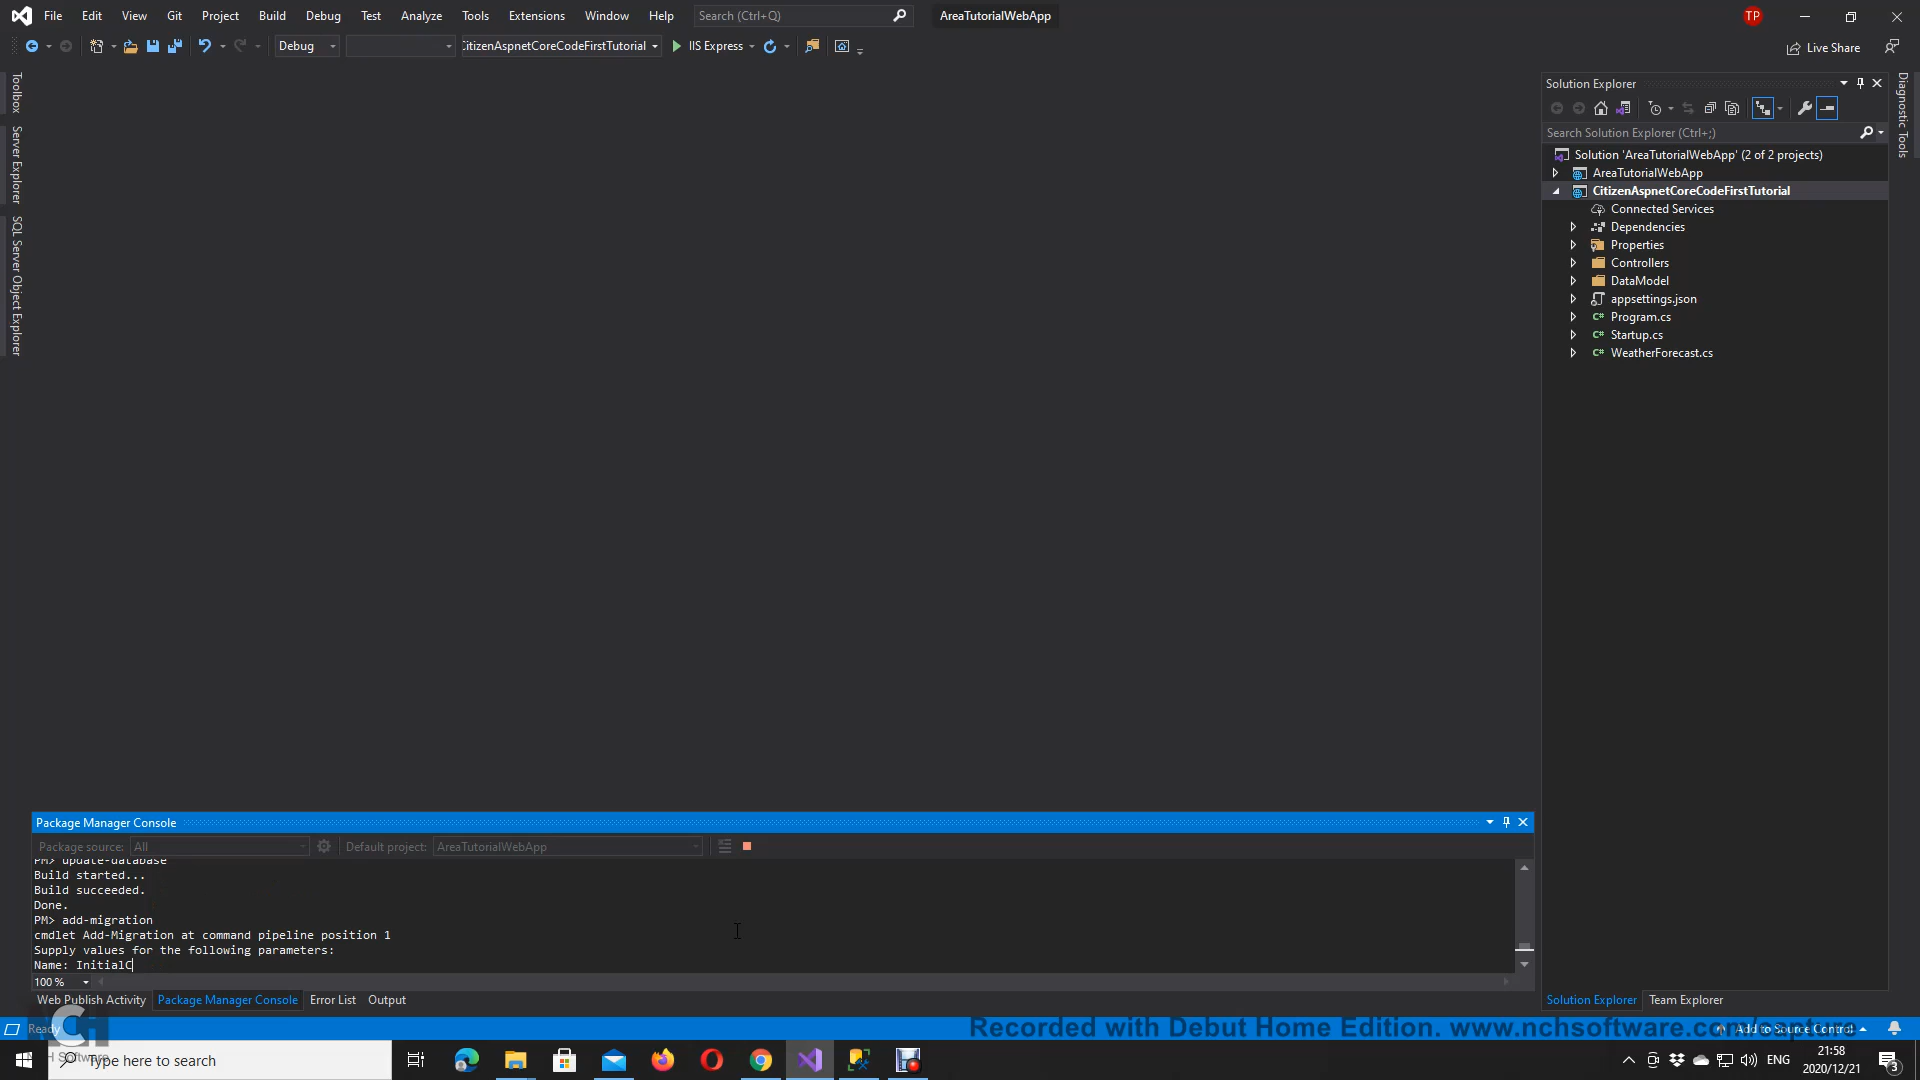 File Edit View Git Project Build Debug Test Analyze Tools Extensions Window Help Search (Ctrl+Q) AreaTutorialWebApp TP
Debug CitizenAspnetCoreCodeFirstTutorial IIS Express Live Share
Toolbox
Server Explorer
SQL Server Object Explorer
Solution Explorer
Search Solution Explorer (Ctrl+;)
Solution 'AreaTutorialWebApp' (2 of 2 projects)
AreaTutorialWebApp
CitizenAspnetCoreCodeFirstTutorial
Connected Services
Dependencies
Properties
Controllers
DataModel
appsettings.json
C# Program.cs
C# Startup.cs
C# WeatherForecast.cs
Diagnostic Tools
Package Manager Console
Package source: All Default project: AreaTutorialWebApp
PM> update-database
Build started...
Build succeeded.
Done.
PM> add-migration
cmdlet Add-Migration at command pipeline position 1
Supply values for the following parameters:
Name: InitialC
100 %
Web Publish Activity Package Manager Console Error List Output
Solution Explorer Team Explorer
Ready Add to Source Control
Recorded with Debut Home Edition. www.nchsoftware.com/capture
NCH Software
Type here to search
ENG
21:58
2020/12/21
3